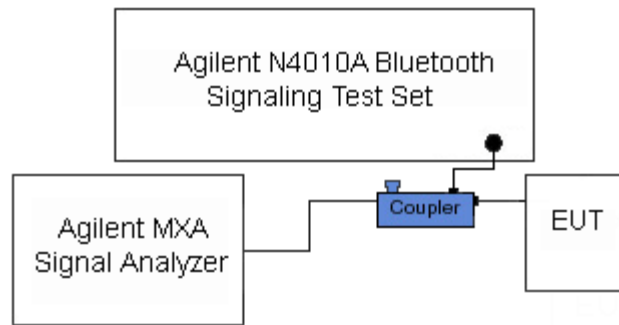 Agilent N4010A Bluetooth
Signaling Test Set
Coupler
Agilent MXA
Signal Analyzer
EUT